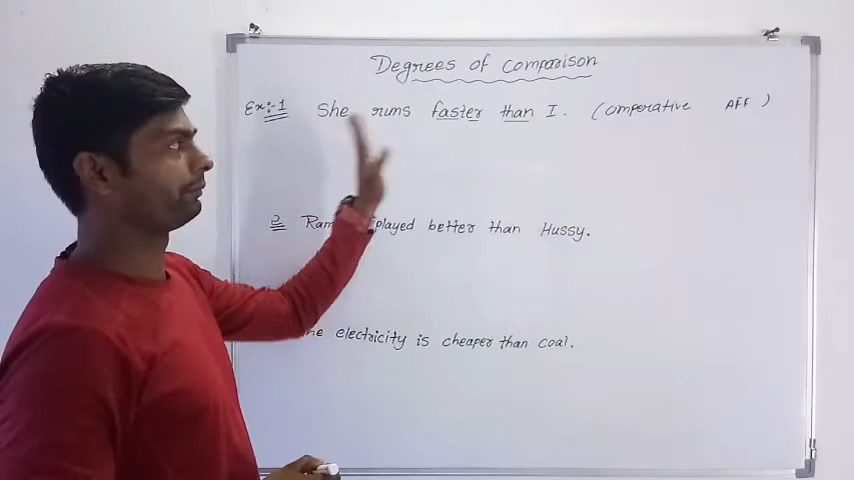 Degrees of Comparison
Ex:-1 She runs faster than I. (Comperative Aff)
2 played better than Hussy.
electricity is cheaper than coal.